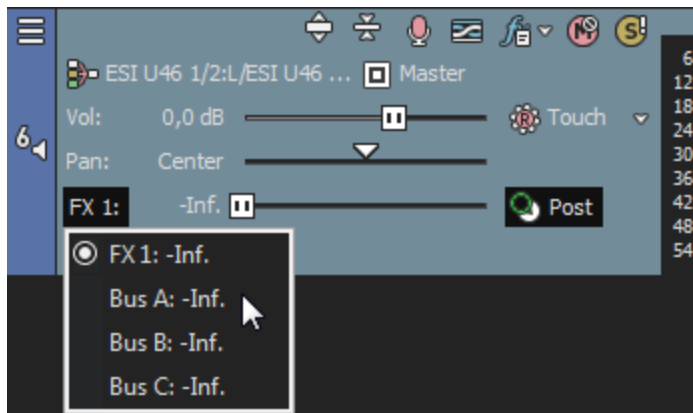 ESI U46 1/2:L/ESI U46 ... Master
Vol: 0,0 dB Touch
6
Pan: Center
FX 1: -Inf. Post
FX 1: -Inf.
Bus A: -Inf.
Bus B: -Inf.
Bus C: -Inf.
6
12
18
24
30
36
42
48
54